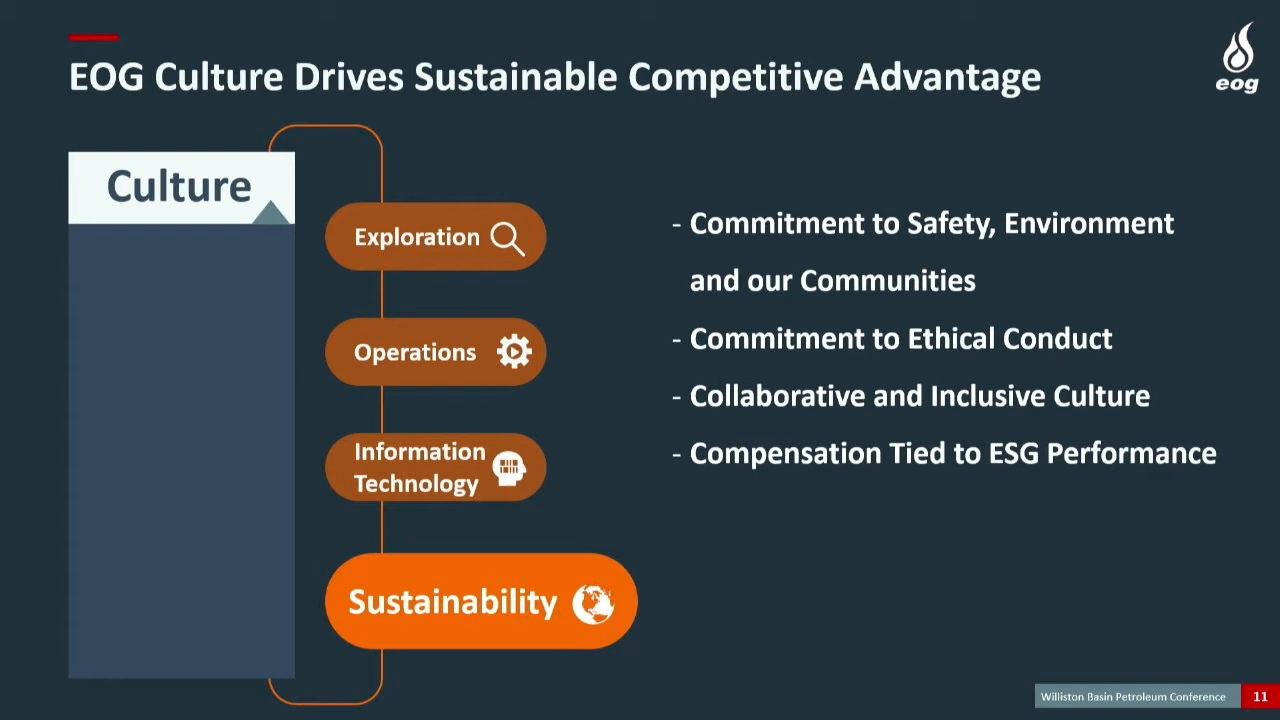 EOG Culture Drives Sustainable Competitive Advantage
eog
Culture
Exploration
Operations
Information
Technology
Sustainability
- Commitment to Safety, Environment
and our Communities
- Commitment to Ethical Conduct
- Collaborative and Inclusive Culture
- Compensation Tied to ESG Performance
Williston Basin Petroleum Conference
11